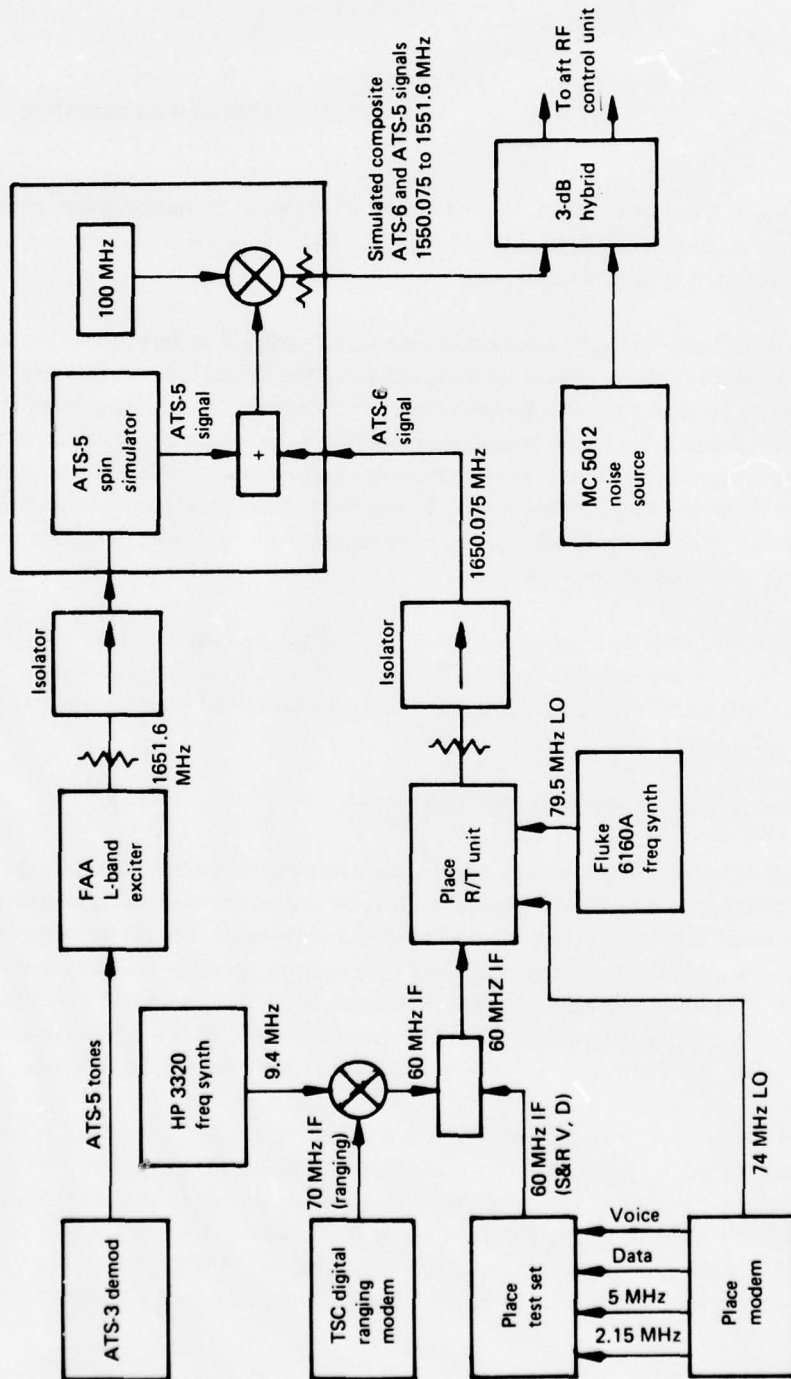 ATS-3 demod
ATS-5 tones
FAA
L-band
exciter
1651.6
MHz
Isolator
ATS-5
spin
simulator
100 MHz
ATS-5
signal
+
ATS-6
signal
Simulated composite
ATS-6 and ATS-5 signals
1550.075 to 1551.6 MHz
HP 3320
freq synth
9.4 MHz
TSC digital
ranging
modem
70 MHz IF
(ranging)
60 MHz IF
60 MHZ IF
60 MHz IF
(S&R V, D)
Place
R/T unit
Isolator
1650.075 MHz
MC 5012
noise
source
3-dB
hybrid
To aft RF
control unit
79.5 MHz LO
Fluke
6160A
freq synth
74 MHz LO
Place
test set
Voice
Data
5 MHz
2.15 MHz
Place
modem